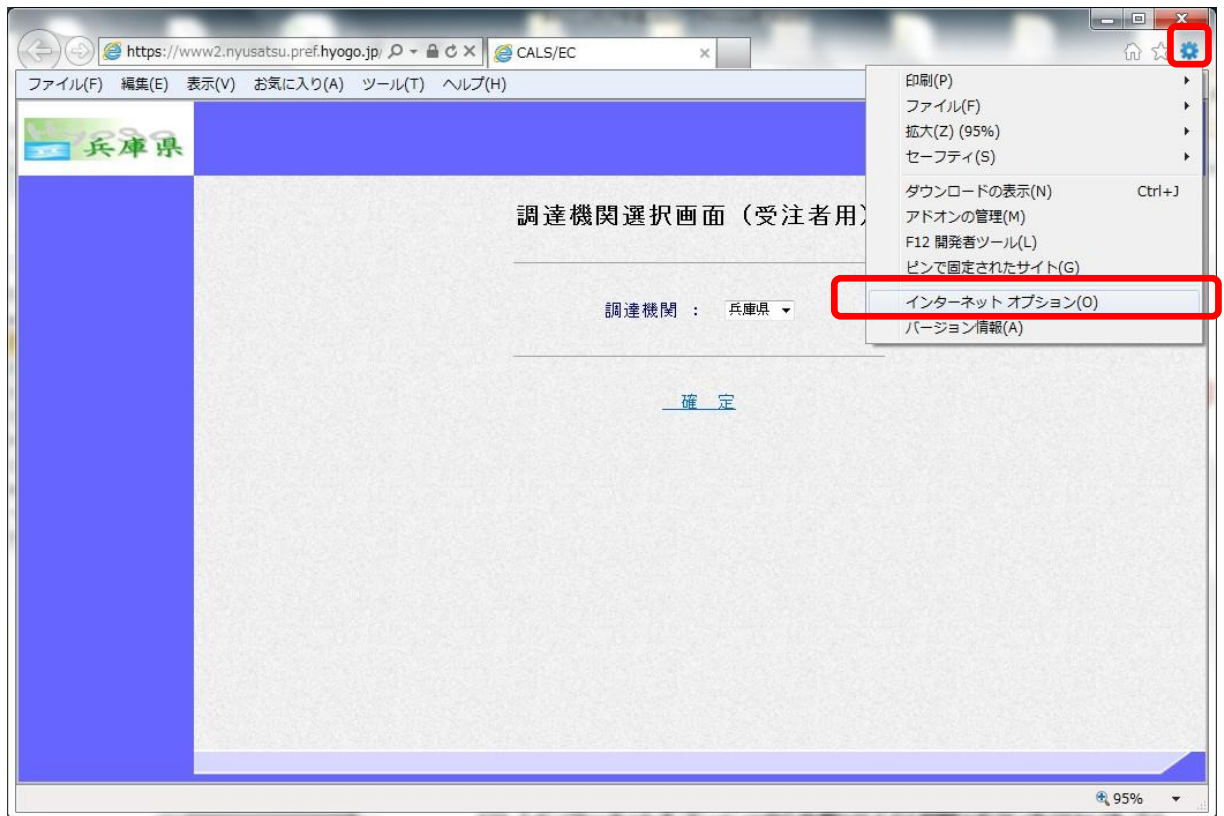 https://www2.nyusatsu.pref.hyogo.jp/
CALS/EC
ファイル(F) 編集(E) 表示(V) お気に入り(A) ツール(T) ヘルプ(H)
印刷(P)
ファイル(F)
拡大(Z) (95%)
セーフティ(S)
ダウンロードの表示(N) Ctrl+J
アドオンの管理(M)
F12 開発者ツール(L)
ピンで固定されたサイト(G)
インターネット オプション(O)
バージョン情報(A)
Hyogo
兵庫県
調達機関選択画面（受注者用）
調達機関 ： 兵庫県
確 定
95%